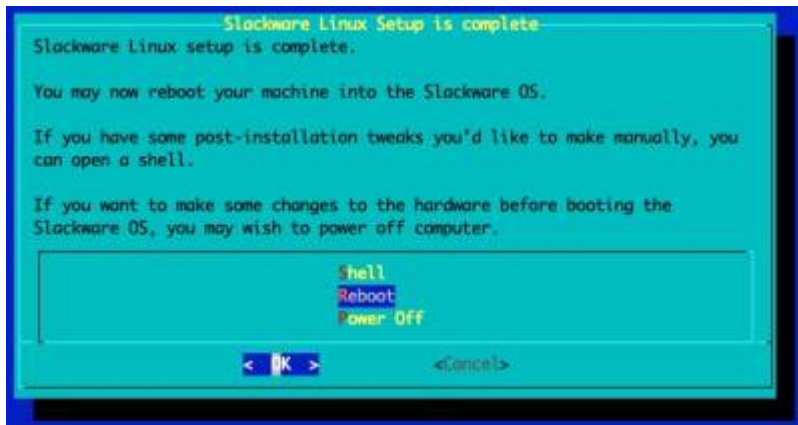 Slackware Linux Setup is complete
Slackware Linux setup is complete.
You may now reboot your machine into the Slackware OS.
If you have some post-installation tweaks you'd like to make manually, you
can open a shell.
If you want to make some changes to the hardware before booting the
Slackware OS, you may wish to power off computer.
Shell
Reboot
Power Off
< OK > <Cancel>